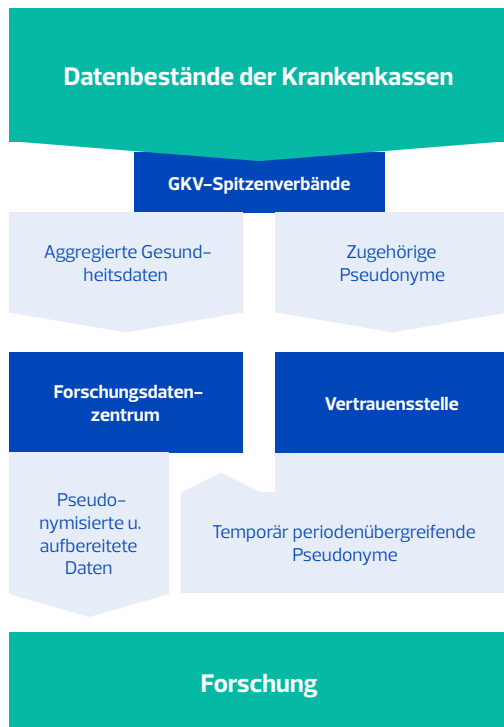 Datenbestände der Krankenkassen
GKV-Spitzenverbände
Aggregierte Gesund-
heitsdaten
Zugehörige
Pseudonyme
Forschungsdaten-
zentrum
Vertrauensstelle
Pseudo-
nymisierte u.
aufbereitete
Daten
Temporär periodenübergreifende
Pseudonyme
Forschung